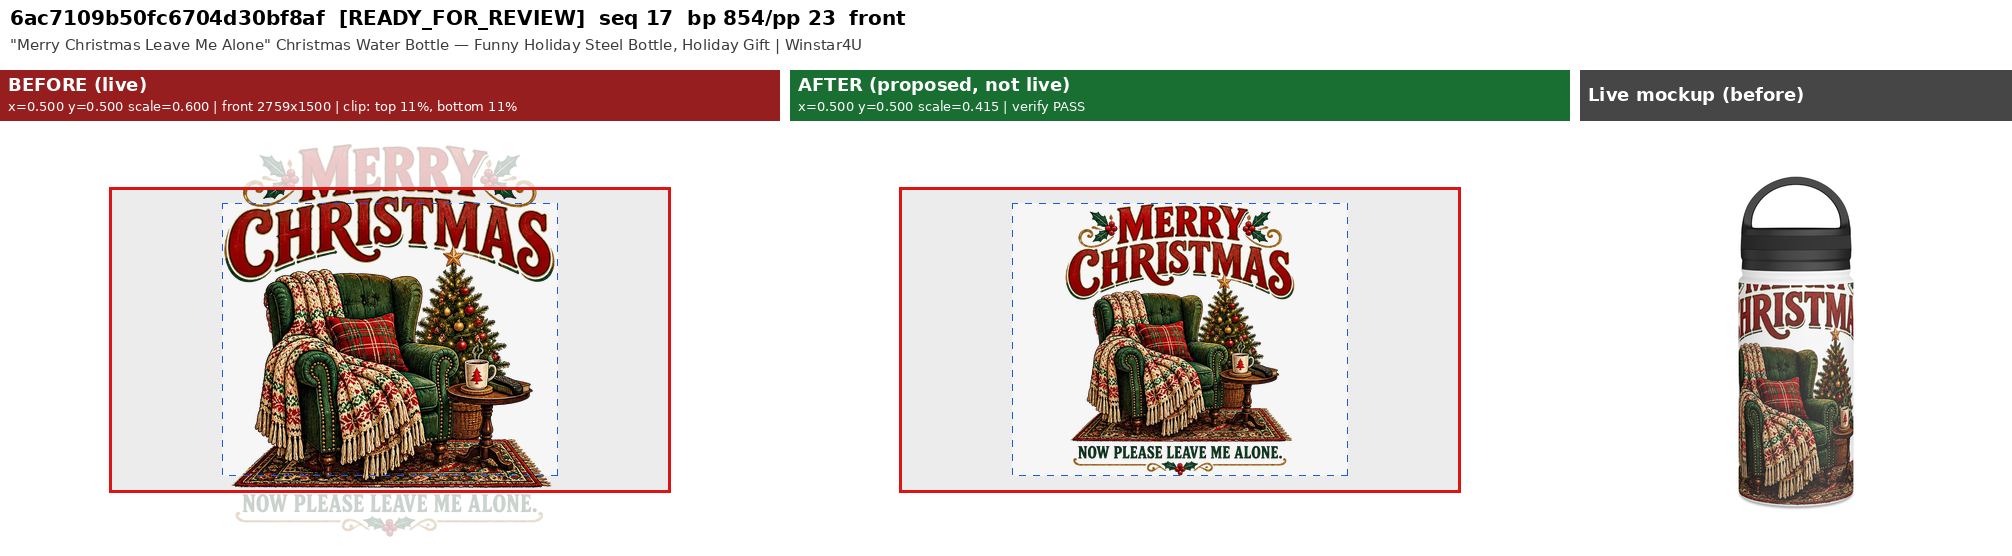 6ac7109b50fc6704d30bf8af [READY_FOR_REVIEW] seq 17 bp 854/pp 23 front
"Merry Christmas Leave Me Alone" Christmas Water Bottle — Funny Holiday Steel Bottle, Holiday Gift | Winstar4U
BEFORE (live)
x=0.500 y=0.500 scale=0.600 | front 2759x1500 | clip: top 11%, bottom 11%
MERRY
CHRISTMAS
NOW PLEASE LEAVE ME ALONE.
AFTER (proposed, not live)
x=0.500 y=0.500 scale=0.415 | verify PASS
MERRY
CHRISTMAS
NOW PLEASE LEAVE ME ALONE.
Live mockup (before)
MERRY
HRISTMA